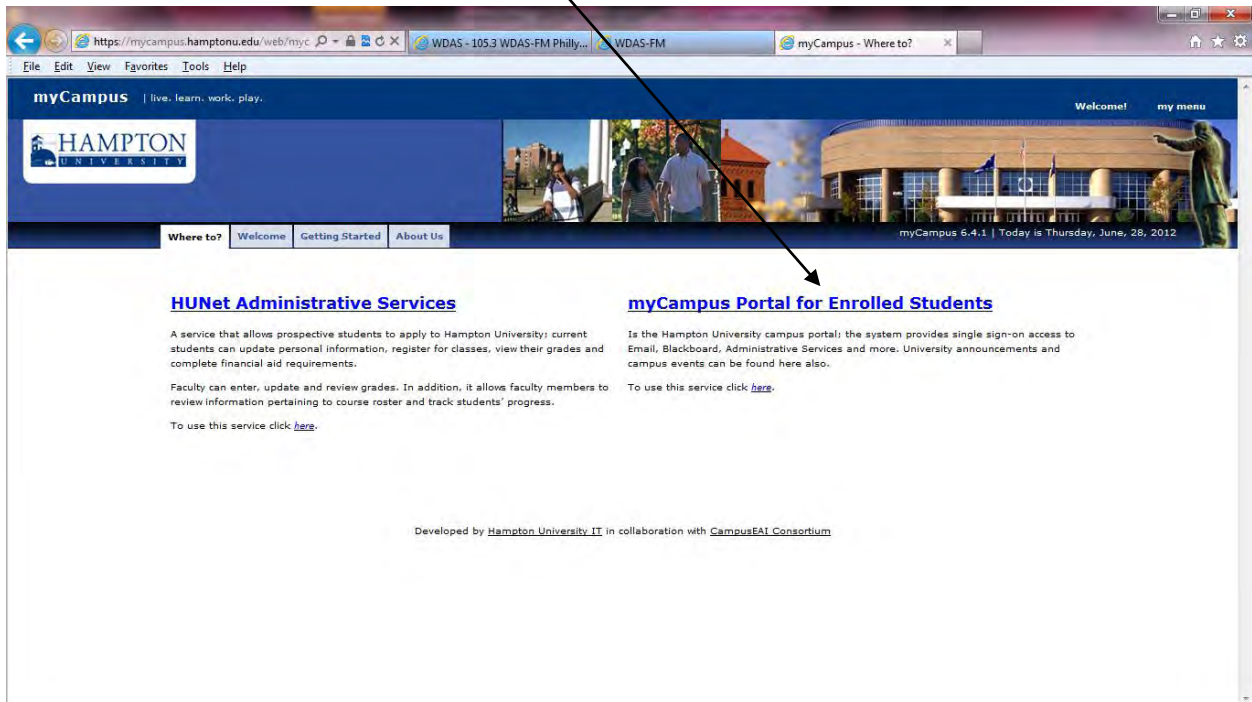 https://mycampus.hamptonu.edu/web/myc
WDAS - 105.3 WDAS-FM Philly...
WDAS-FM
myCampus - Where to?
File Edit View Favorites Tools Help
myCampus | live. learn. work. play.
Welcome! my menu
HAMPTON
UNIVERSITY
Where to? Welcome Getting Started About Us
myCampus 6.4.1 | Today is Thursday, June, 28, 2012
HUNet Administrative Services
A service that allows prospective students to apply to Hampton University; current
students can update personal information, register for classes, view their grades and
complete financial aid requirements.
Faculty can enter, update and review grades. In addition, it allows faculty members to
review information pertaining to course roster and track students' progress.
To use this service click here.
myCampus Portal for Enrolled Students
Is the Hampton University campus portal; the system provides single sign-on access to
Email, Blackboard, Administrative Services and more. University announcements and
campus events can be found here also.
To use this service click here.
Developed by Hampton University IT in collaboration with CampusEAI Consortium